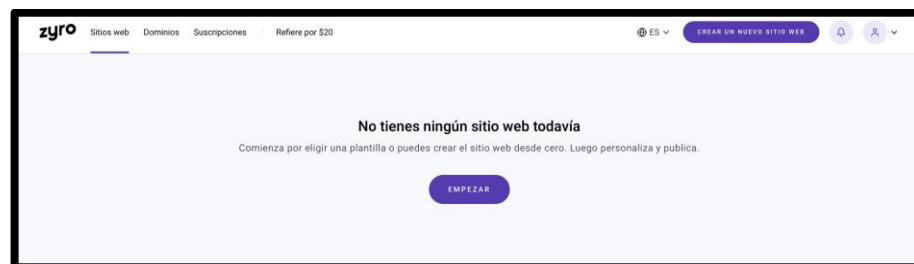 zyro Sitios web Dominios Suscripciones Refiere por $20 ES CREAR UN NUEVO SITIO WEB
No tienes ningún sitio web todavía
Comienza por eligir una plantilla o puedes crear el sitio web desde cero. Luego personaliza y publica.
EMPEZAR